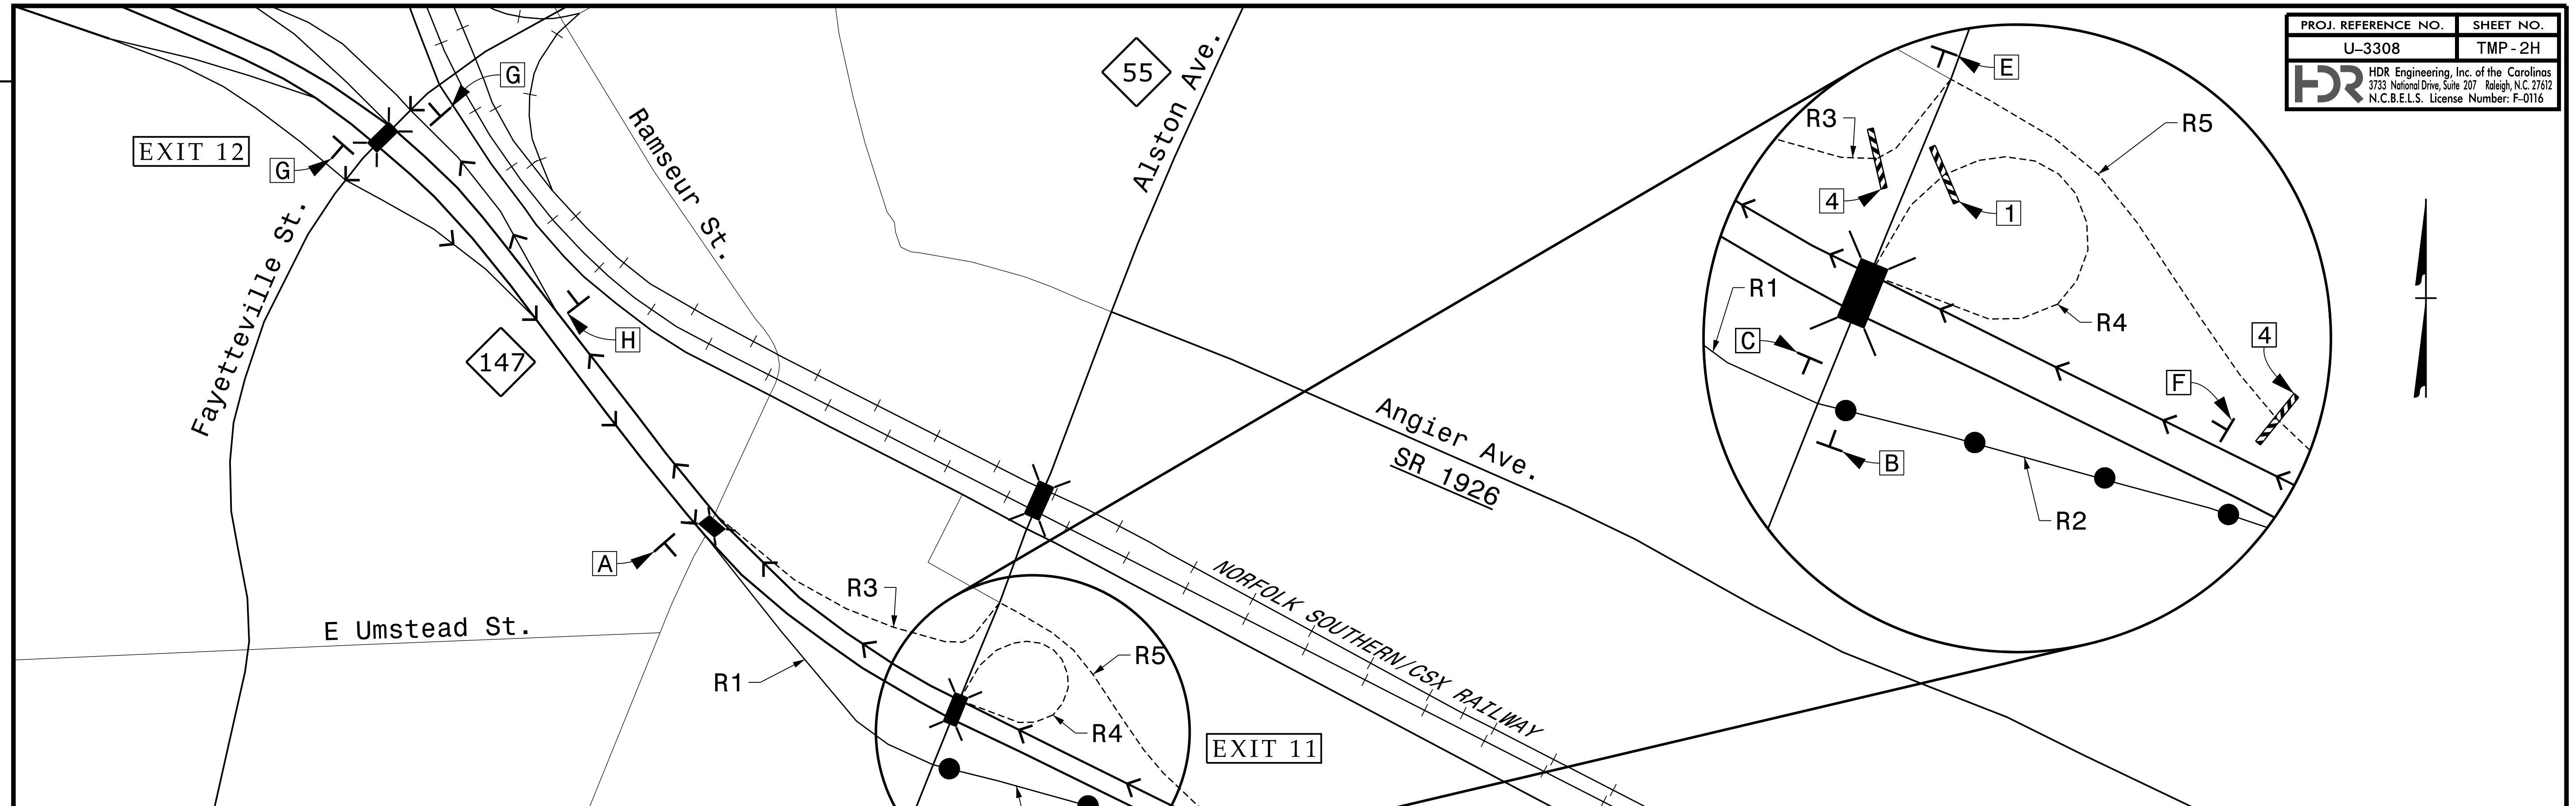 PROJ. REFERENCE NO.
SHEET NO.
U-3308
TMP-2H
HDR
HDR Engineering, Inc. of the Carolinas
3733 National Drive, Suite 207 Raleigh, N.C. 27612
N.C.B.E.L.S. License Number: F-0116
G
EXIT 12
G
Ramseur St.
55
Alston Ave.
E
R3
R5
4
1
Fayetteville St.
H
147
R1
C
R4
4
F
B
R2
Angier Ave.
SR 1926
A
E Umstead St.
R3
R1
R5
R4
EXIT 11
NORFOLK SOUTHERN/CSX RAILWAY